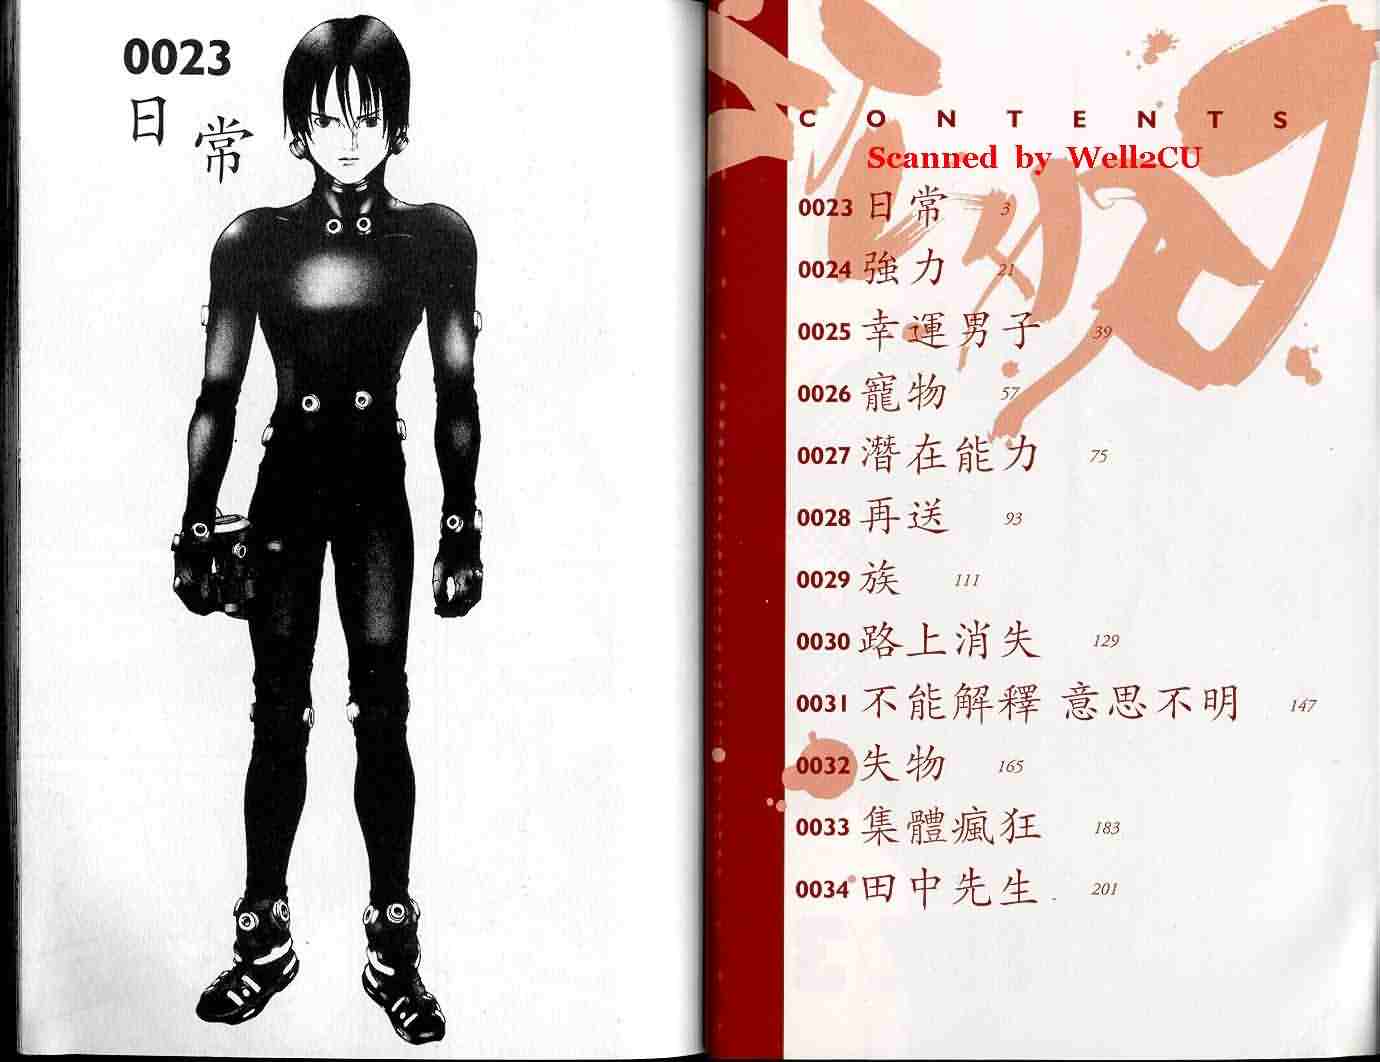 0023
日常
CONTENTS
Scanned by Well2CU
0023 日常 3
0024 強力 21
0025 幸運男子 39
0026 寵物 57
0027 潛在能力 75
0028 再送 93
0029 族 111
0030 路上消失 129
0031 不能解釋 意思不明 147
0032 失物 165
0033 集體瘋狂 183
0034 田中先生 201